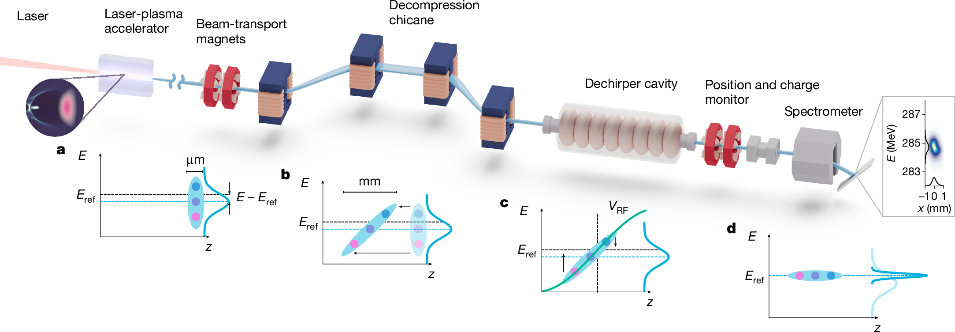 Laser
Laser-plasma
accelerator
Beam-transport
magnets
Decompression
chicane
Dechirper cavity
Position and charge
monitor
Spectrometer
E (MeV)
287
285
283
−1 0 1
x (mm)
a
E
μm
E_ref
E − E_ref
z
b
E
mm
E_ref
z
c
E
V_RF
E_ref
z
d
E
E_ref
z